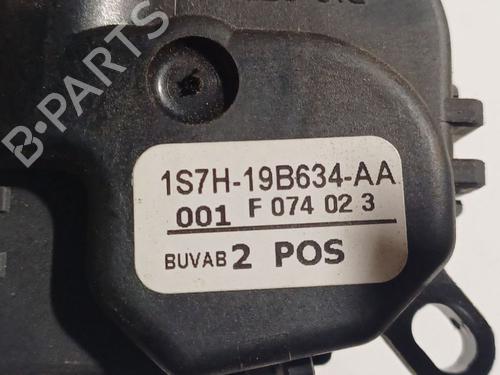 1S7H-19B634-AA
001 F 074 02 3
BUVAB 2 POS
B-PARTS